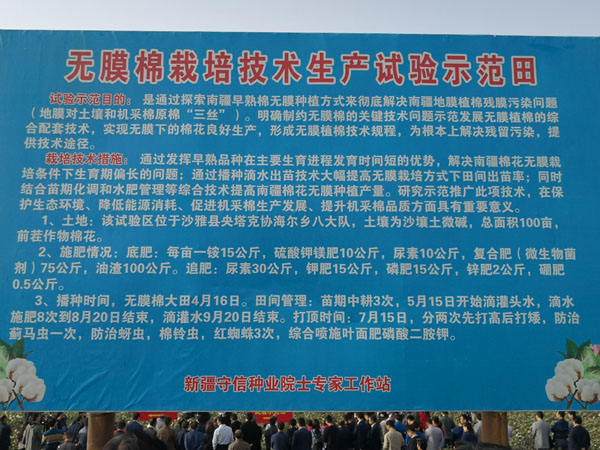 无膜棉栽培技术生产试验示范田
试验示范目的： 是通过探索南疆早熟棉无膜种植方式来彻底解决南疆地膜植棉残膜污染问题
（地膜对土壤和机采棉原棉“三丝”）。明确制约无膜棉的关键技术问题示范发展无膜植棉的综
合配套技术，实现无膜下的棉花良好生产，形成无膜植棉技术规程，为根本上解决残留污染，提
供技术途径。
栽培技术措施： 通过发挥早熟品种在主要生育进程发育时间短的优势，解决南疆棉花无膜栽
培条件下生育期偏长的问题；通过播种滴水出苗技术大幅提高无膜栽培方式下田间出苗率；同时
结合苗期化调和水肥管理等综合技术提高南疆棉花无膜种植产量。研究示范推广此项技术，在保
护生态环境、降低能源消耗、促进机采棉生产发展、提升机采棉品质方面具有重要意义。
1、土地：该试验区位于沙雅县央塔克协海尔乡八大队，土壤为沙壤土微碱，总面积100亩，
前茬作物棉花。
2、施肥情况：底肥：每亩一铵15公斤，硫酸钾镁肥10公斤，尿素10公斤，复合肥（微生物菌
剂）75公斤，油渣100公斤。追肥：尿素30公斤，钾肥15公斤，磷肥15公斤，锌肥2公斤，硼肥
0.5公斤。
3、播种时间，无膜棉大田4月16日。田间管理：苗期中耕3次，5月15日开始滴灌头水，滴水
施肥8次到8月20日结束，滴灌水9月20日结束。打顶时间：7月15日，分两次先打高后打矮，防治
蓟马虫一次，防治蚜虫，棉铃虫，红蜘蛛3次，综合喷施叶面肥磷酸二胺钾。
新疆守信种业院士专家工作站